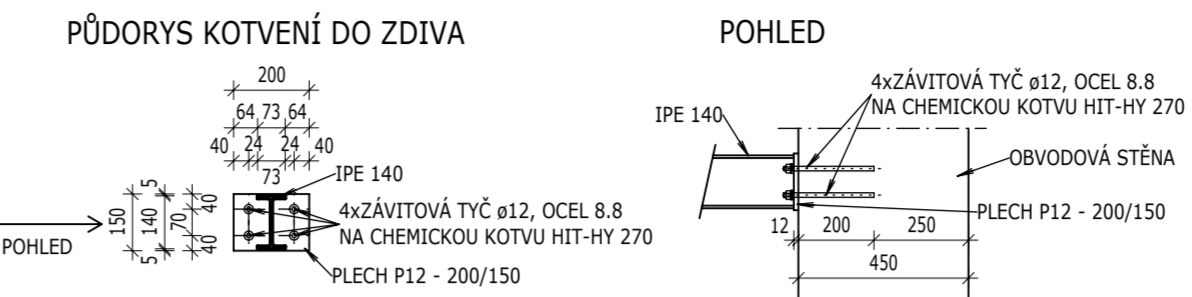 PŮDORYS KOTVENÍ DO ZDIVA
200
64 73 64
40 24 24 40
73
IPE 140
5
150 140 70
40
40
5
4xZÁVITOVÁ TYČ ø12, OCEL 8.8
NA CHEMICKOU KOTVU HIT-HY 270
PLECH P12 - 200/150
POHLED
POHLED
4xZÁVITOVÁ TYČ ø12, OCEL 8.8
NA CHEMICKOU KOTVU HIT-HY 270
IPE 140
OBVODOVÁ STĚNA
PLECH P12 - 200/150
12 200 250
450